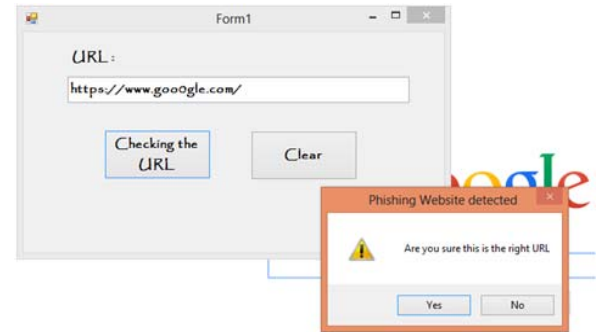 Form1
URL:
https://www.goo0gle.com/
Checking the
URL
Clear
ogle
Phishing Website detected
Are you sure this is the right URL
Yes
No